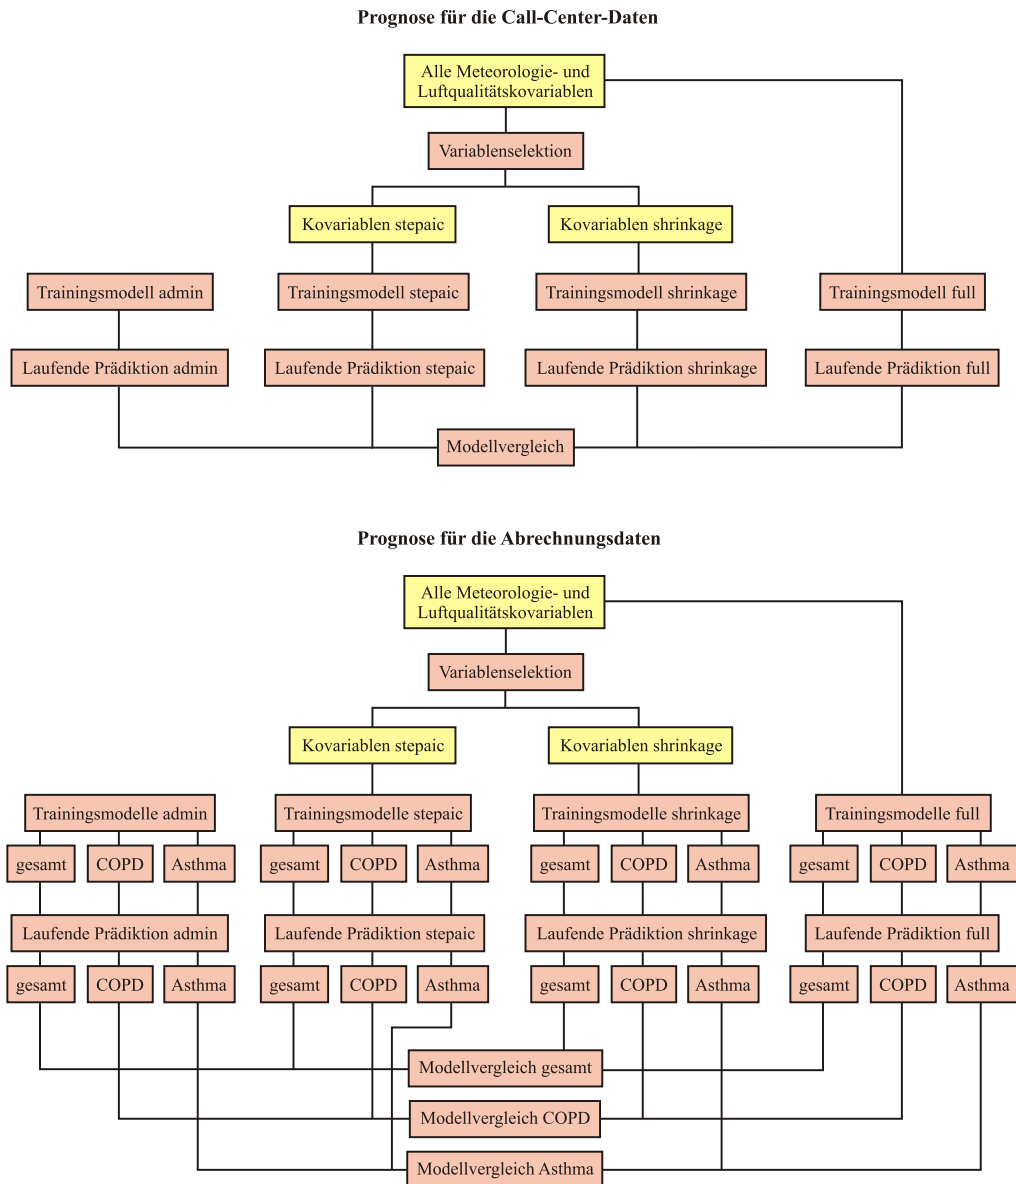 Prognose für die Call-Center-Daten
Alle Meteorologie- und
Luftqualitätskovariablen
Variablenselektion
Kovariablen stepaic
Kovariablen shrinkage
Trainingsmodell admin
Trainingsmodell stepaic
Trainingsmodell shrinkage
Trainingsmodell full
Laufende Prädiktion admin
Laufende Prädiktion stepaic
Laufende Prädiktion shrinkage
Laufende Prädiktion full
Modellvergleich
Prognose für die Abrechnungsdaten
Alle Meteorologie- und
Luftqualitätskovariablen
Variablenselektion
Kovariablen stepaic
Kovariablen shrinkage
Trainingsmodelle admin
Trainingsmodelle stepaic
Trainingsmodelle shrinkage
Trainingsmodelle full
gesamt
COPD
Asthma
gesamt
COPD
Asthma
gesamt
COPD
Asthma
gesamt
COPD
Asthma
Laufende Prädiktion admin
Laufende Prädiktion stepaic
Laufende Prädiktion shrinkage
Laufende Prädiktion full
gesamt
COPD
Asthma
gesamt
COPD
Asthma
gesamt
COPD
Asthma
gesamt
COPD
Asthma
Modellvergleich gesamt
Modellvergleich COPD
Modellvergleich Asthma